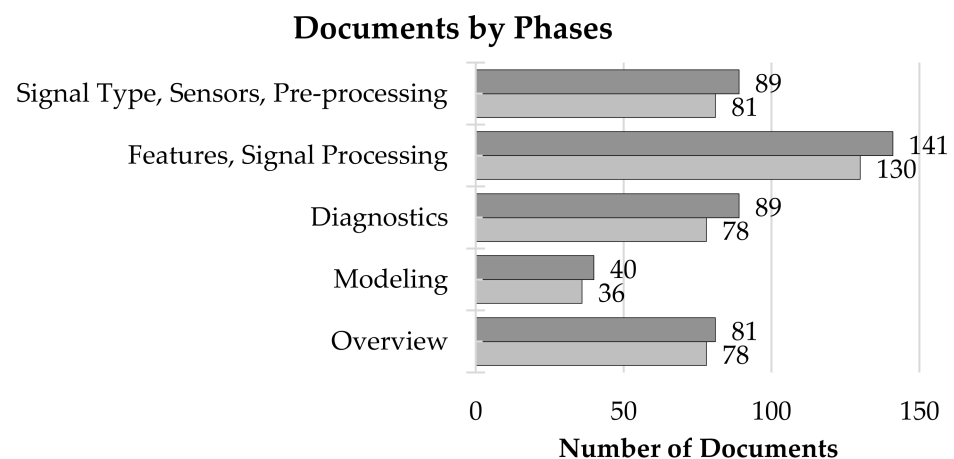 Documents by Phases
Signal Type, Sensors, Pre-processing
89
81
Features, Signal Processing
141
130
Diagnostics
89
78
Modeling
40
36
Overview
81
78
0 50 100 150
Number of Documents